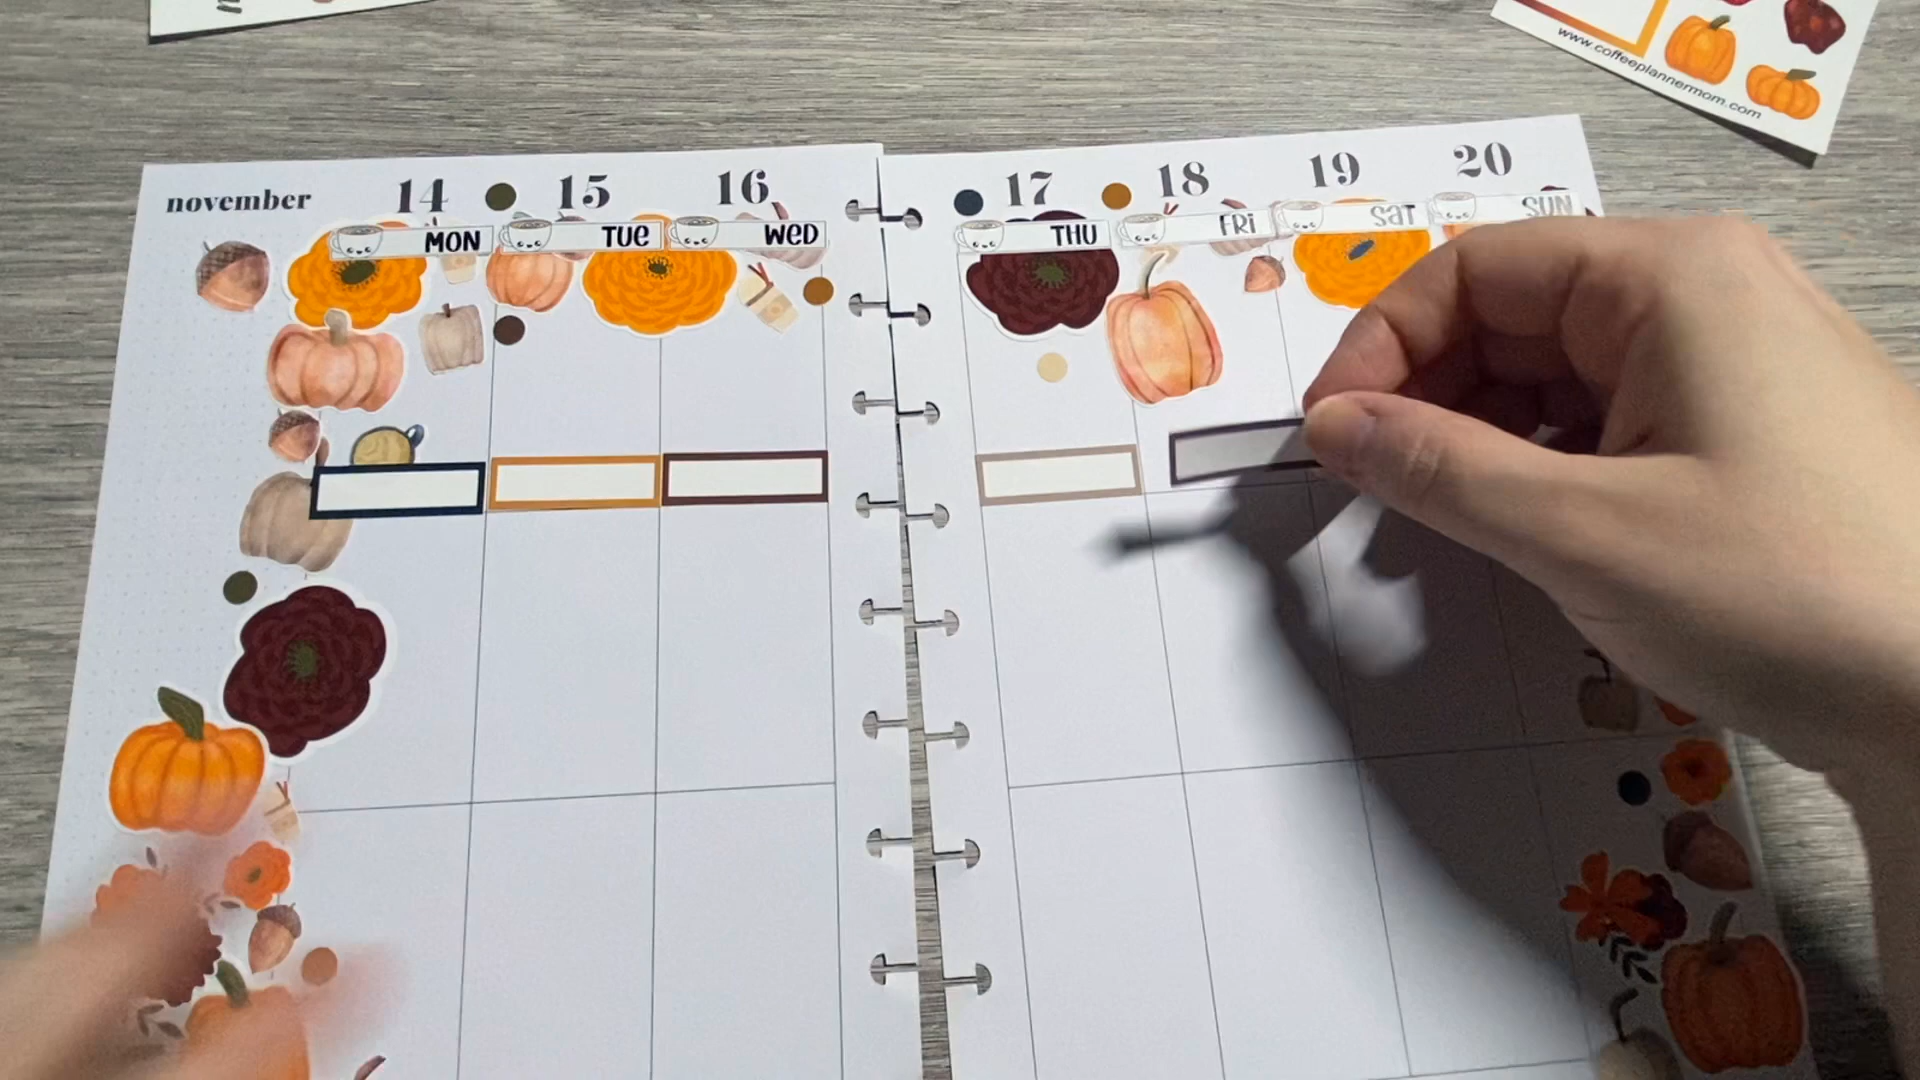 www.coffeeplannermom.com
november 14 15 16 17 18 19 20
MON TUE WED THU FRI SAT SUN